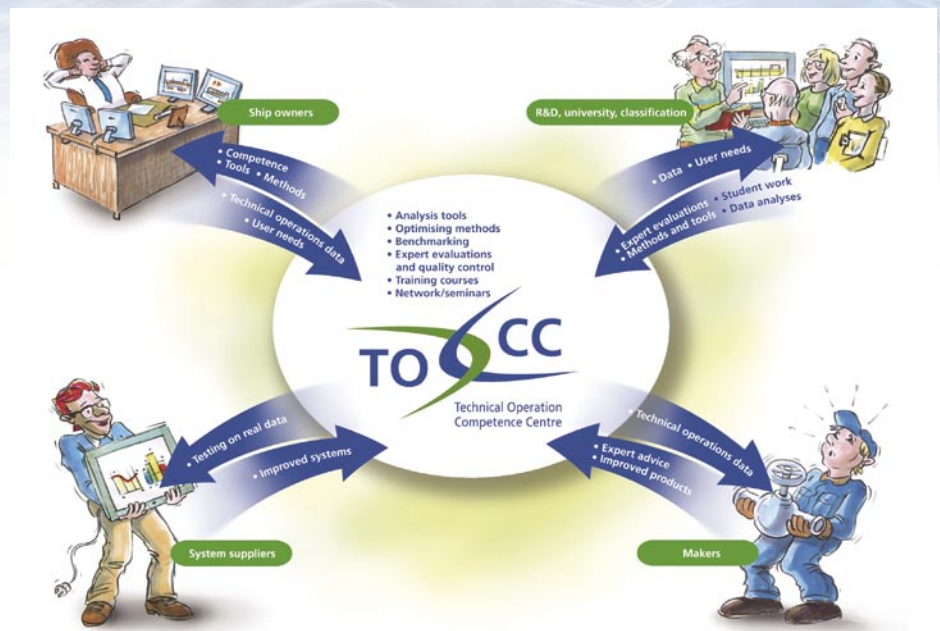 Ship owners
R&D, university, classification
• Competence
• Tools • Methods
• Technical operations data
• User needs
• Data • User needs
• Expert evaluations • Student work
• Methods and tools • Data analyses
• Analysis tools
• Optimising methods
• Benchmarking
• Expert evaluations
and quality control
• Training courses
• Network/seminars
TO CC
Technical Operation
Competence Centre
• Testing on real data
• Improved systems
• Technical operations data
• Expert advice
• Improved products
System suppliers
Makers